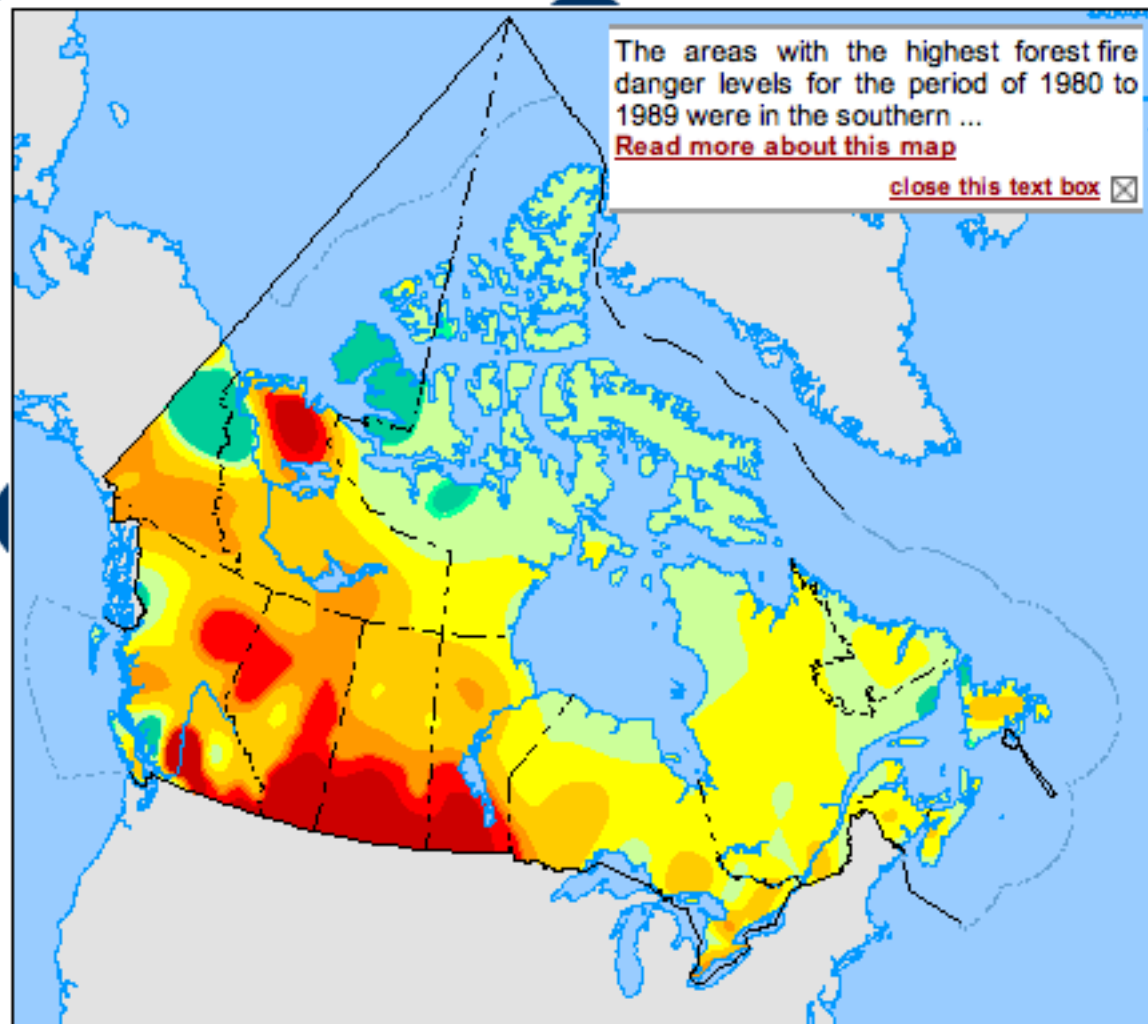 The areas with the highest forest fire
danger levels for the period of 1980 to
1989 were in the southern ...
Read more about this map
close this text box